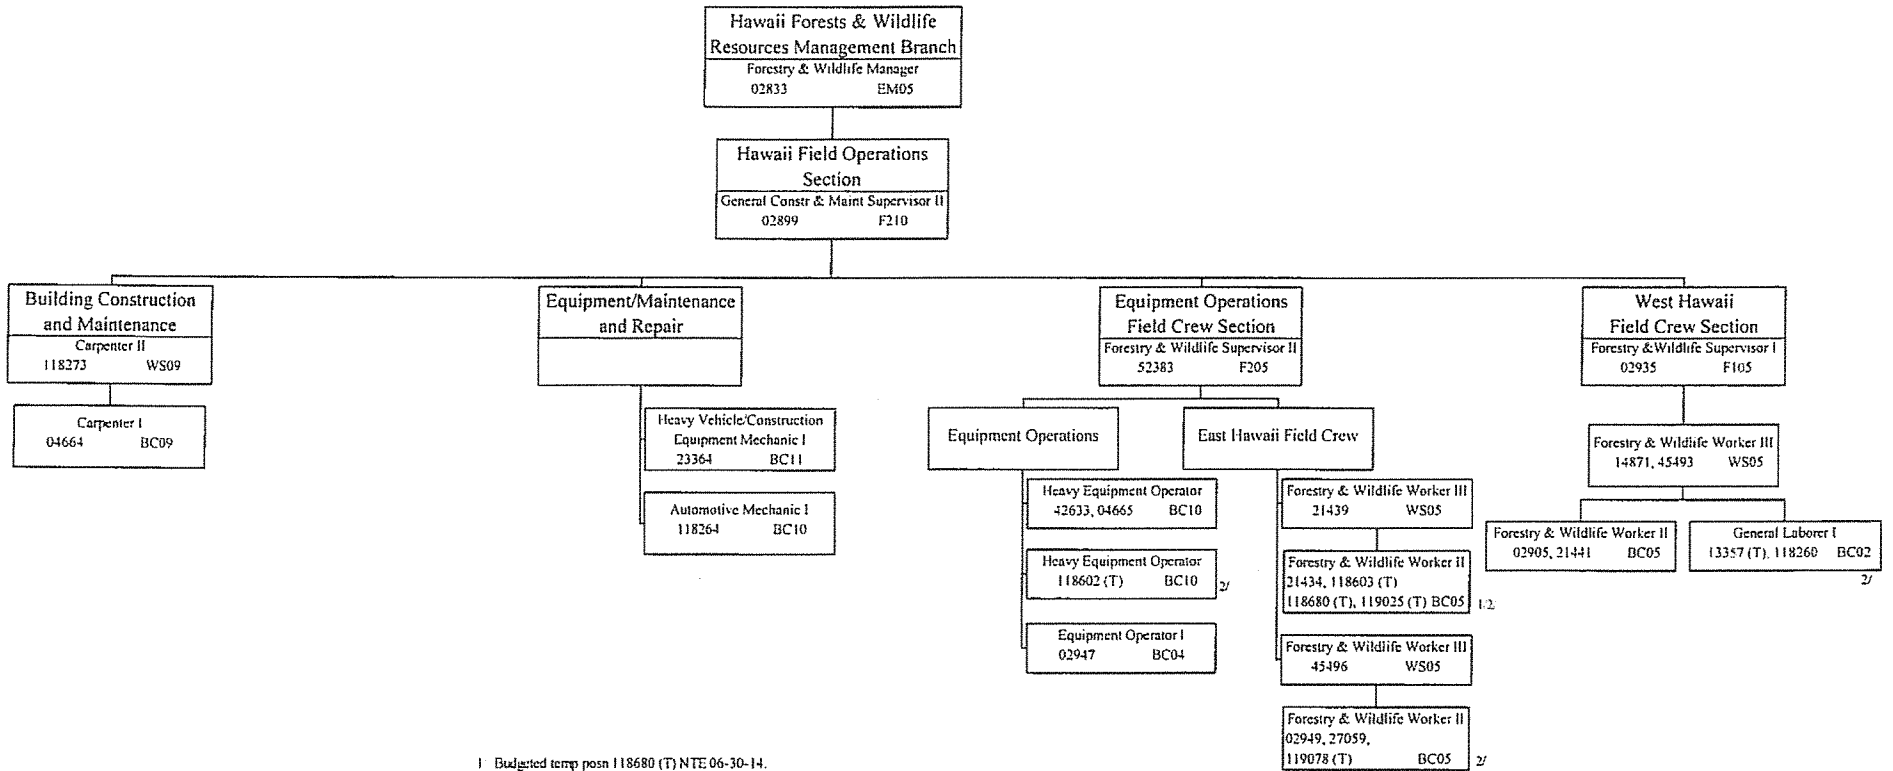 Hawaii Forests & Wildlife
Resources Management Branch
Forestry & Wildlife Manager
02833 EM05
Hawaii Field Operations
Section
General Constr & Maint Supervisor II
02899 F210
Building Construction
and Maintenance
Carpenter II
118273 WS09
Carpenter I
04664 BC09
Equipment/Maintenance
and Repair
Heavy Vehicle/Construction
Equipment Mechanic I
23364 BC11
Automotive Mechanic I
118264 BC10
Equipment Operations
Field Crew Section
Forestry & Wildlife Supervisor II
52383 F205
Equipment Operations
Heavy Equipment Operator
42633, 04665 BC10
Heavy Equipment Operator
118602 (T) BC10 2/
Equipment Operator I
02947 BC04
East Hawaii Field Crew
Forestry & Wildlife Worker III
21439 WS05
Forestry & Wildlife Worker II
21434, 118603 (T)
118680 (T), 119025 (T) BC05 1/2/
Forestry & Wildlife Worker III
45496 WS05
Forestry & Wildlife Worker II
02949, 27059,
119078 (T) BC05 2/
West Hawaii
Field Crew Section
Forestry &Wildlife Supervisor I
02935 F105
Forestry & Wildlife Worker III
14871, 45493 WS05
Forestry & Wildlife Worker II
02905, 21441 BC05
General Laborer I
13357 (T), 118260 BC02
2/
1 Budgeted temp posn 118680 (T) NTE 06-30-14.